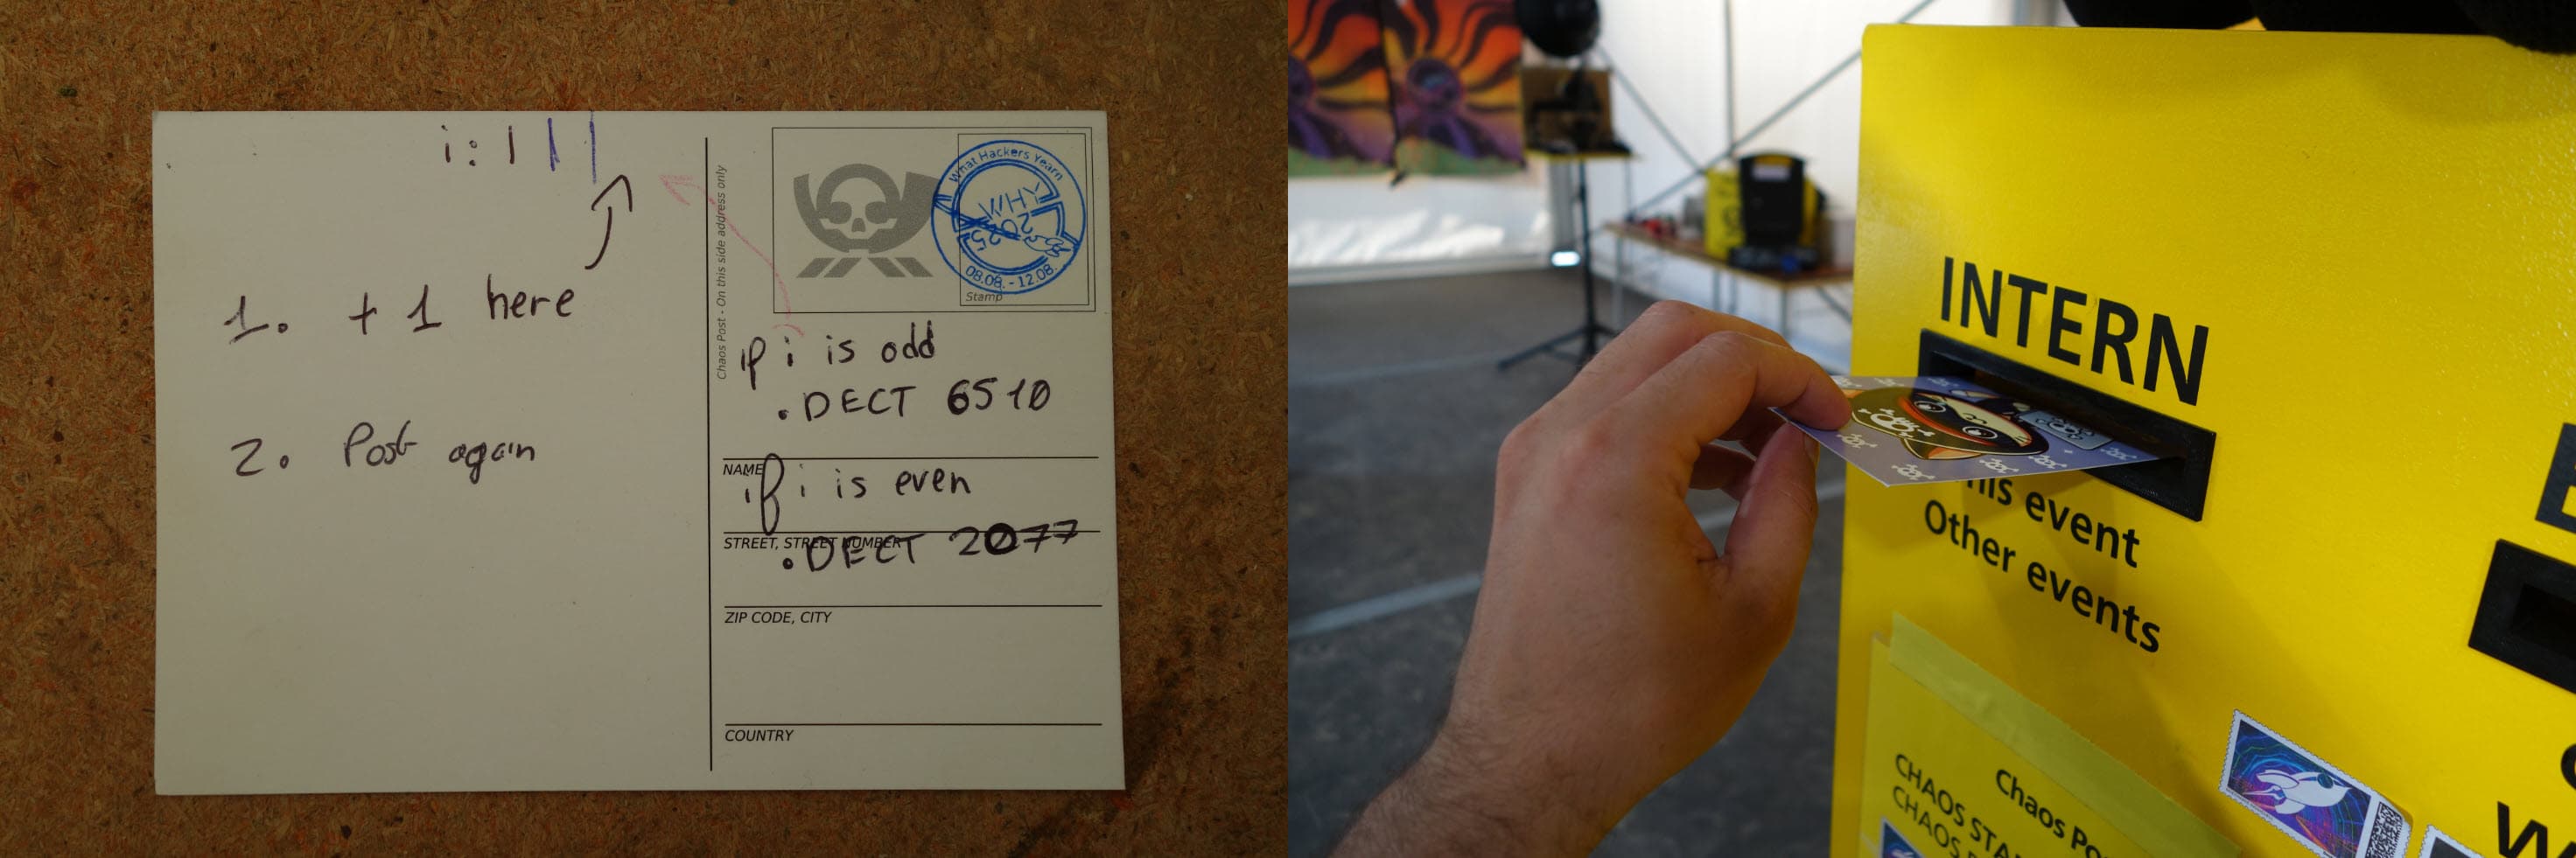 i: | | |
1. + 1 here
2. Post again
Chaos Post - On this side address only
What Hackers Yearn
WHY
2025
08.08. - 12.08.
Stamp
if i is odd
. DECT 6510
NAME
if i is even
STREET, STREET NUMBER
. DECT 2077
ZIP CODE, CITY
COUNTRY
INTERN
his event
Other events
Chaos Po
CHAOS STA
CHAOS